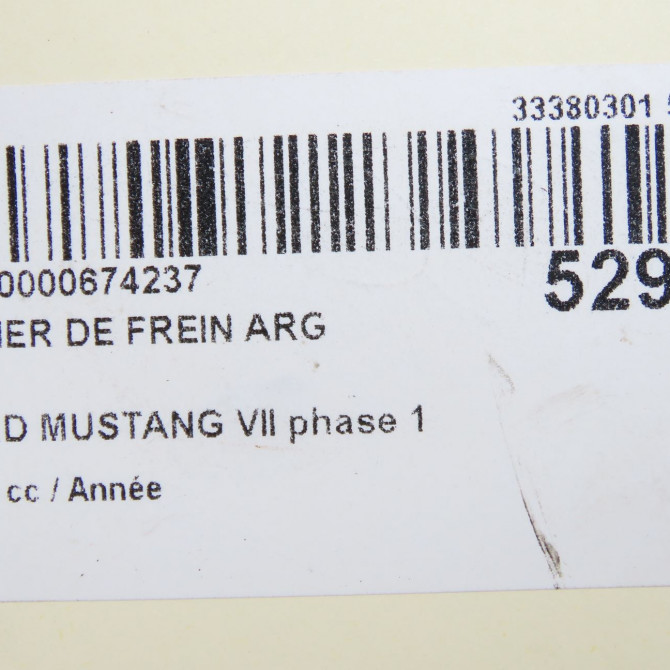 33380301
0000674237
529
IER DE FREIN ARG
D MUSTANG VII phase 1
cc / Année